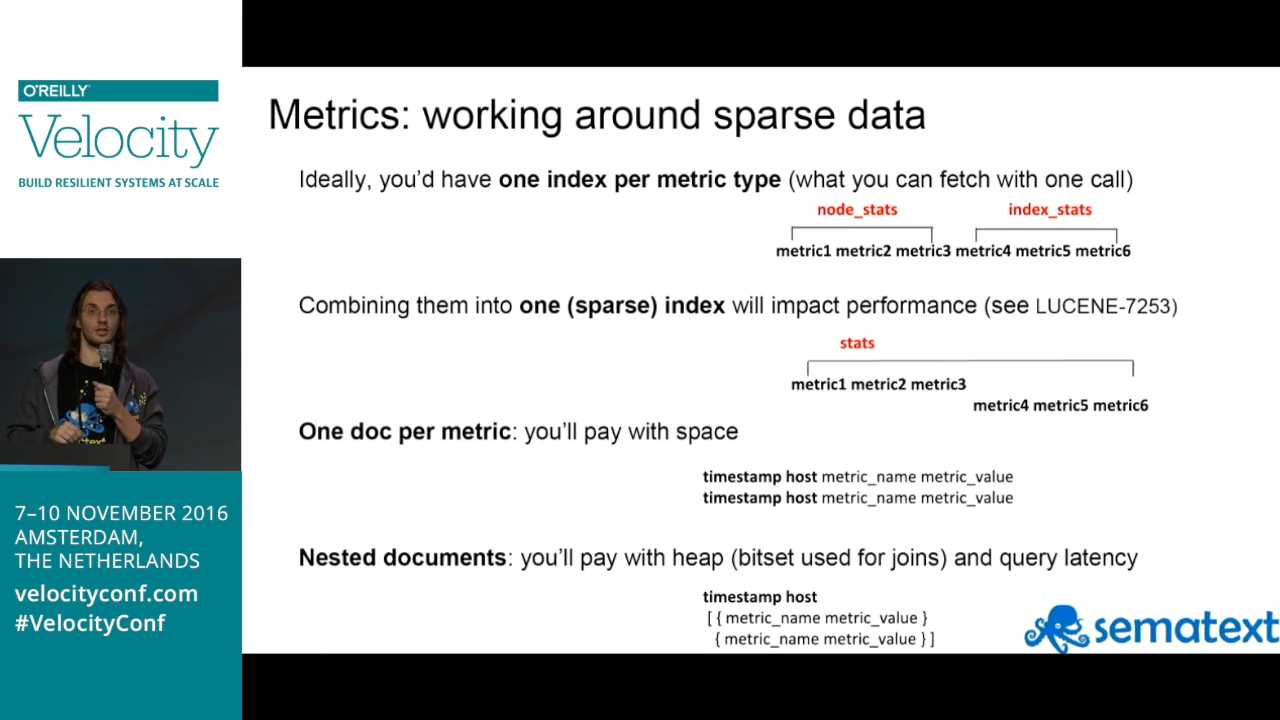 O'REILLY
Velocity
BUILD RESILIENT SYSTEMS AT SCALE
7–10 NOVEMBER 2016
AMSTERDAM,
THE NETHERLANDS
velocityconf.com
#VelocityConf
Metrics: working around sparse data
Ideally, you'd have one index per metric type (what you can fetch with one call)
node_stats index_stats
metric1 metric2 metric3 metric4 metric5 metric6
Combining them into one (sparse) index will impact performance (see LUCENE-7253)
stats
metric1 metric2 metric3
metric4 metric5 metric6
One doc per metric: you'll pay with space
timestamp host metric_name metric_value
timestamp host metric_name metric_value
Nested documents: you'll pay with heap (bitset used for joins) and query latency
timestamp host
[ { metric_name metric_value }
{ metric_name metric_value } ]
sematext